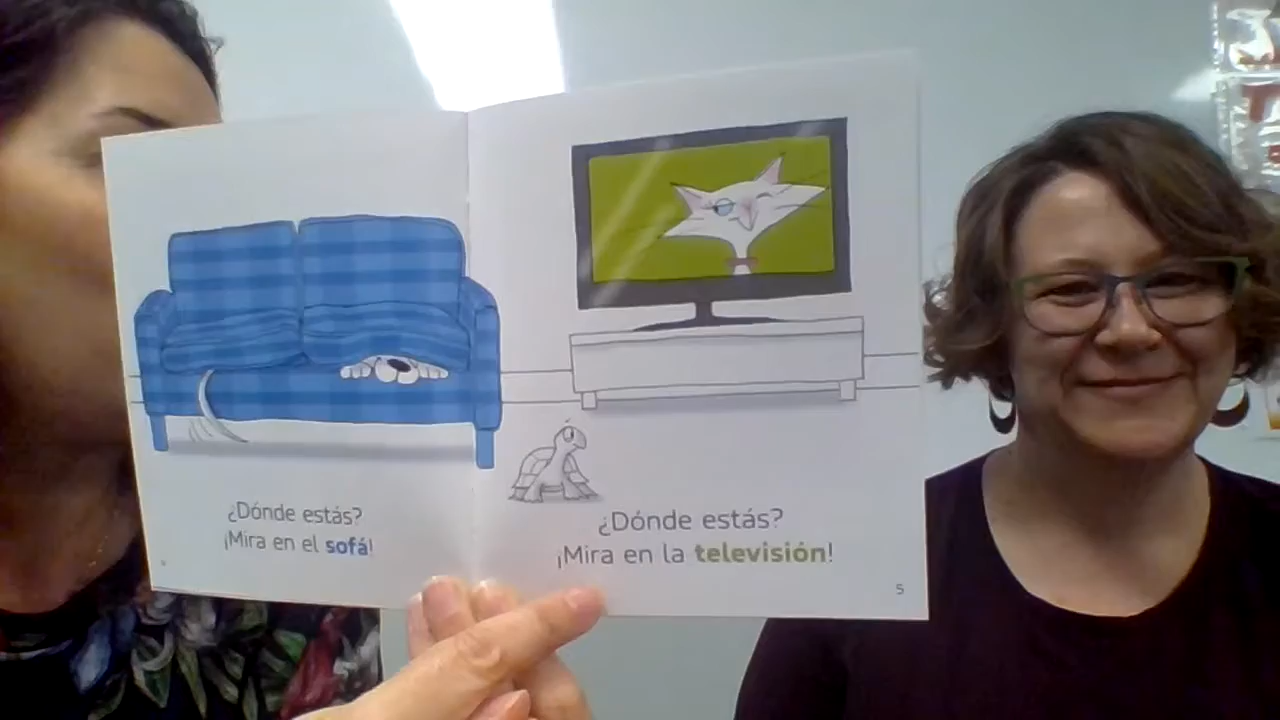 ¿Dónde estás?
¡Mira en el sofá!
¿Dónde estás?
¡Mira en la televisión!
5